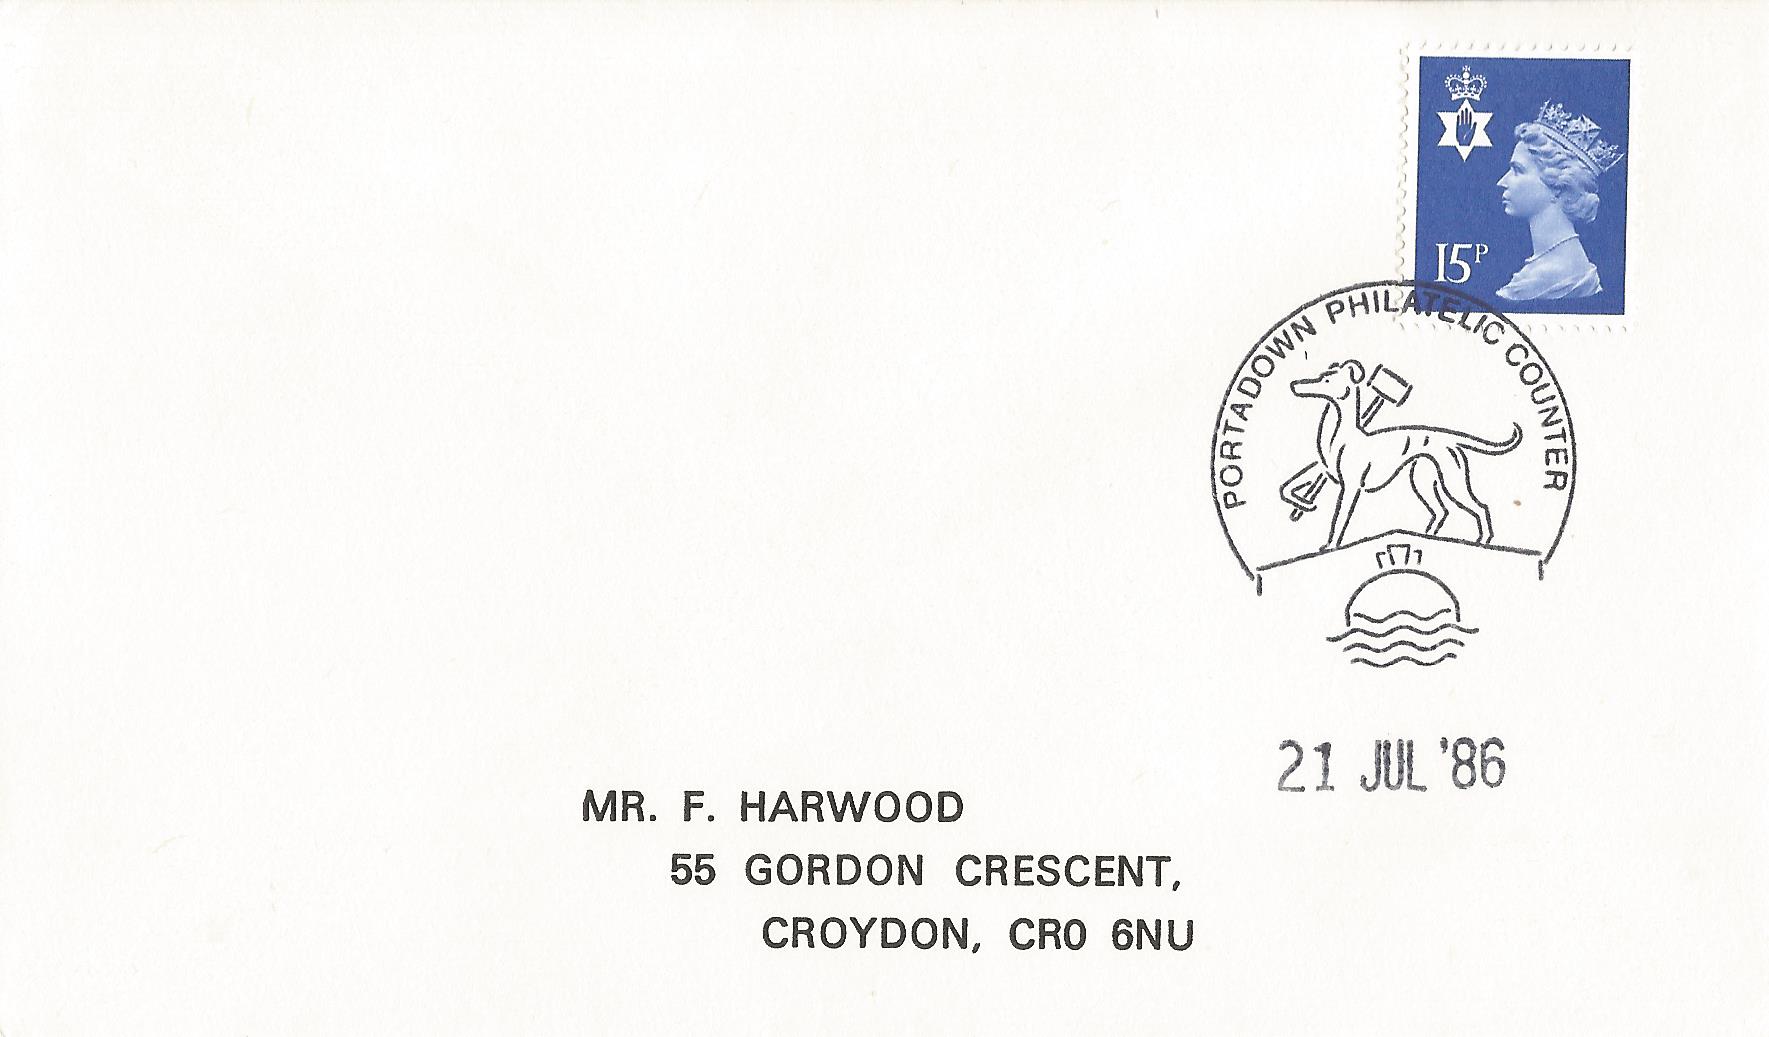 15P
PORTADOWN PHILATELIC COUNTER
21 JUL '86
MR. F. HARWOOD
55 GORDON CRESCENT,
CROYDON, CR0 6NU